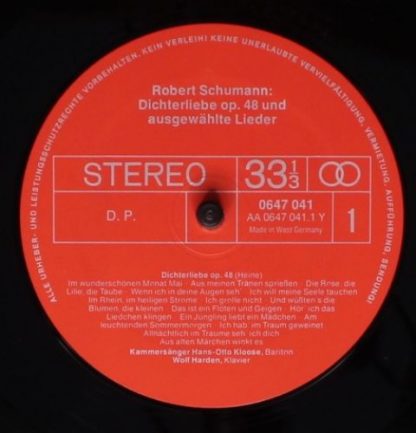 ALLE URHEBER- UND LEISTUNGSSCHUTZRECHTE VORBEHALTEN. KEIN VERLEIH! KEINE UNERLAUBTE VERVIELFÄLTIGUNG, VERMIETUNG, AUFFÜHRUNG, SENDUNG!
Robert Schumann:
Dichterliebe op. 48 und
ausgewählte Lieder
STEREO 33 1/3
0647 041
D. P. AA 0647 041.1 Y 1
Made in West Germany
Dichterliebe op. 48 (Heine)
Im wunderschönen Monat Mai · Aus meinen Tränen sprießen · Die Rose, die
Lilie, die Taube · Wenn ich in deine Augen seh' · Ich will meine Seele tauchen
Im Rhein, im heiligen Strome · Ich grolle nicht · Und wüßten's die
Blumen, die kleinen · Das ist ein Flöten und Geigen · Hör' ich das
Liedchen klingen · Ein Jüngling liebt ein Mädchen · Am
leuchtenden Sommermorgen · Ich hab' im Traum geweinet
Allnächtlich im Traume seh' ich dich
Aus alten Märchen winkt es
Kammersänger Hans-Otto Kloose, Bariton
Wolf Harden, Klavier